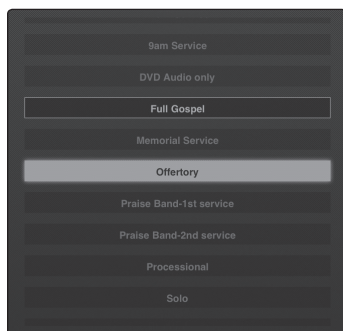 9am Service
DVD Audio only
Full Gospel
Memorial Service
Offertory
Praise Band-1st service
Praise Band-2nd service
Processional
Solo